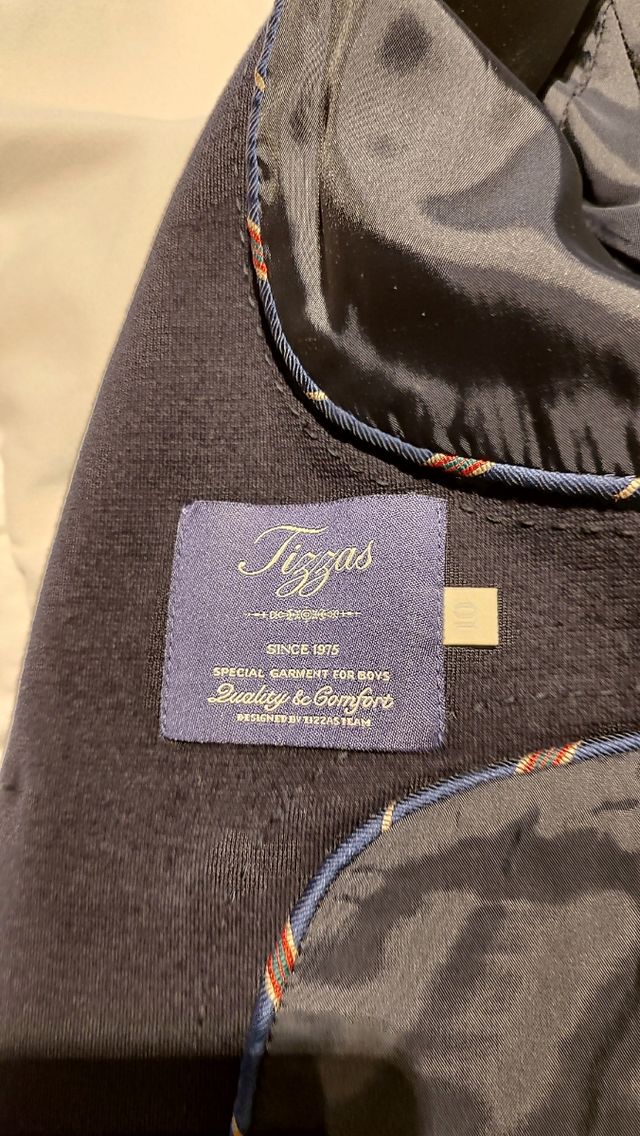 Tizzas
SINCE 1975
SPECIAL GARMENT FOR BOYS
Quality & Comfort
DESIGNED BY TIZZAS TEAM
10